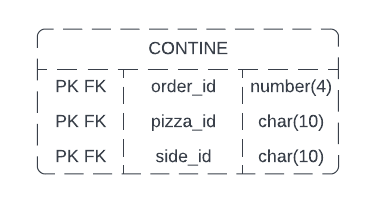 CONTINE
PK FK order_id number(4)
PK FK pizza_id char(10)
PK FK side_id char(10)